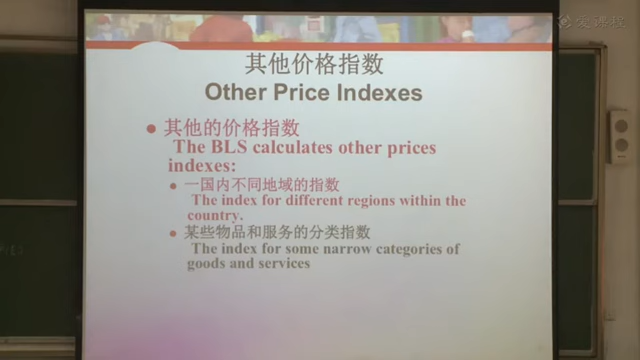 爱课程
其他价格指数
Other Price Indexes
其他的价格指数
The BLS calculates other prices
indexes:
一国内不同地域的指数
The index for different regions within the
country.
某些物品和服务的分类指数
The index for some narrow categories of
goods and services